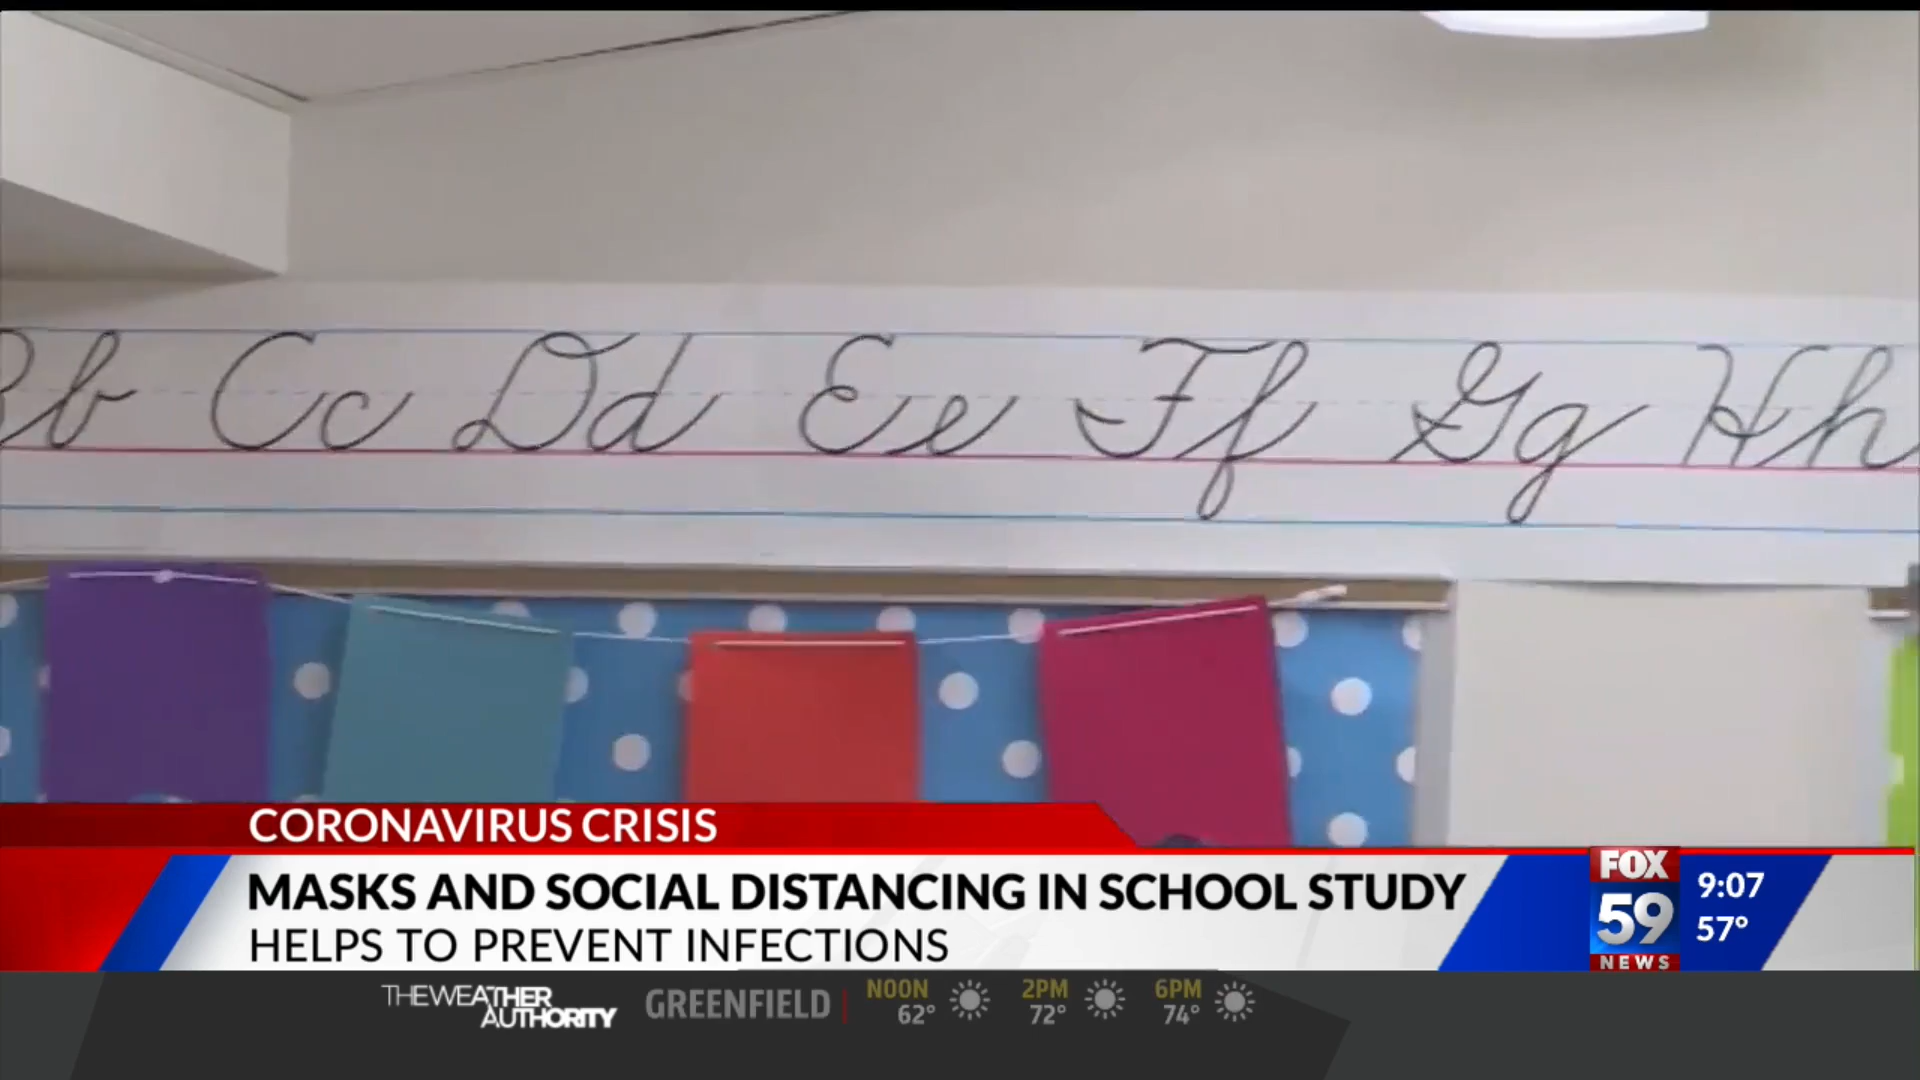 Bb Cc Dd Ee Ff Gg Hh
CORONAVIRUS CRISIS
MASKS AND SOCIAL DISTANCING IN SCHOOL STUDY
HELPS TO PREVENT INFECTIONS
FOX
59
NEWS
9:07
57°
THE WEATHER
AUTHORITY
GREENFIELD
NOON
62°
2PM
72°
6PM
74°